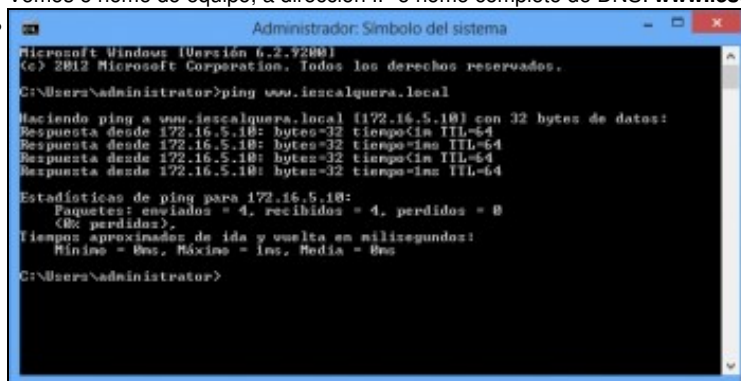 Administrador: Símbolo del sistema
Microsoft Windows [Versión 6.2.9200]
(c) 2012 Microsoft Corporation. Todos los derechos reservados.
C:\Users\administrator>ping www.iescalquera.local
Haciendo ping a www.iescalquera.local [172.16.5.10] con 32 bytes de datos:
Respuesta desde 172.16.5.10: bytes=32 tiempo<1m TTL=64
Respuesta desde 172.16.5.10: bytes=32 tiempo=1ms TTL=64
Respuesta desde 172.16.5.10: bytes=32 tiempo<1m TTL=64
Respuesta desde 172.16.5.10: bytes=32 tiempo=1ms TTL=64
Estadísticas de ping para 172.16.5.10:
Paquetes: enviados = 4, recibidos = 4, perdidos = 0
(0% perdidos),
Tiempos aproximados de ida y vuelta en milisegundos:
Mínimo = 0ms, Máximo = 1ms, Media = 0ms
C:\Users\administrator>